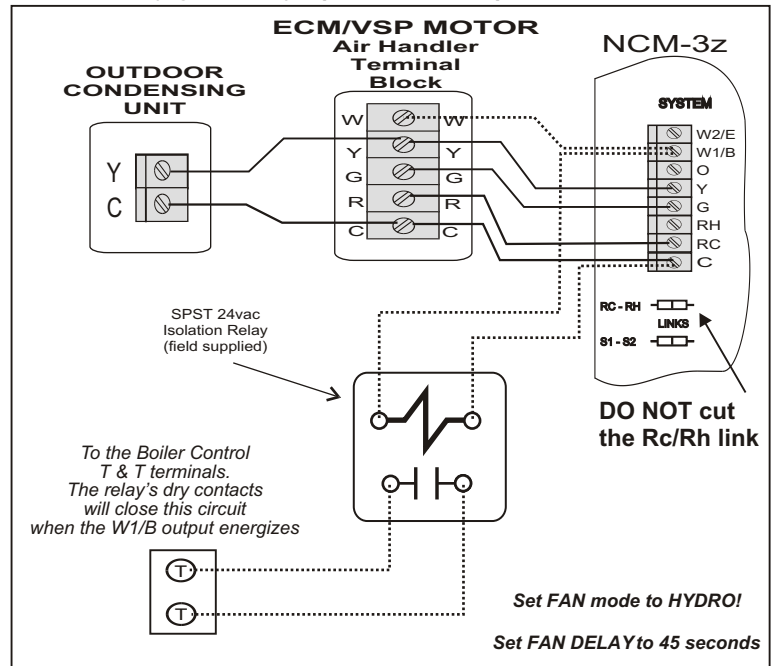 ECM/VSP MOTOR
Air Handler
Terminal
Block
NCM-3z
OUTDOOR
CONDENSING
UNIT
Y
C
W
Y
G
R
C
W
Y
G
R
C
SYSTEM
W2/E
W1/B
O
Y
G
RH
RC
C
RC - RH
LINKS
S1 - S2
DO NOT cut
the Rc/Rh link
SPST 24vac
Isolation Relay
(field supplied)
To the Boiler Control
T & T terminals.
The relay's dry contacts
will close this circuit
when the W1/B output energizes
T
T
Set FAN mode to HYDRO!
Set FAN DELAY to 45 seconds